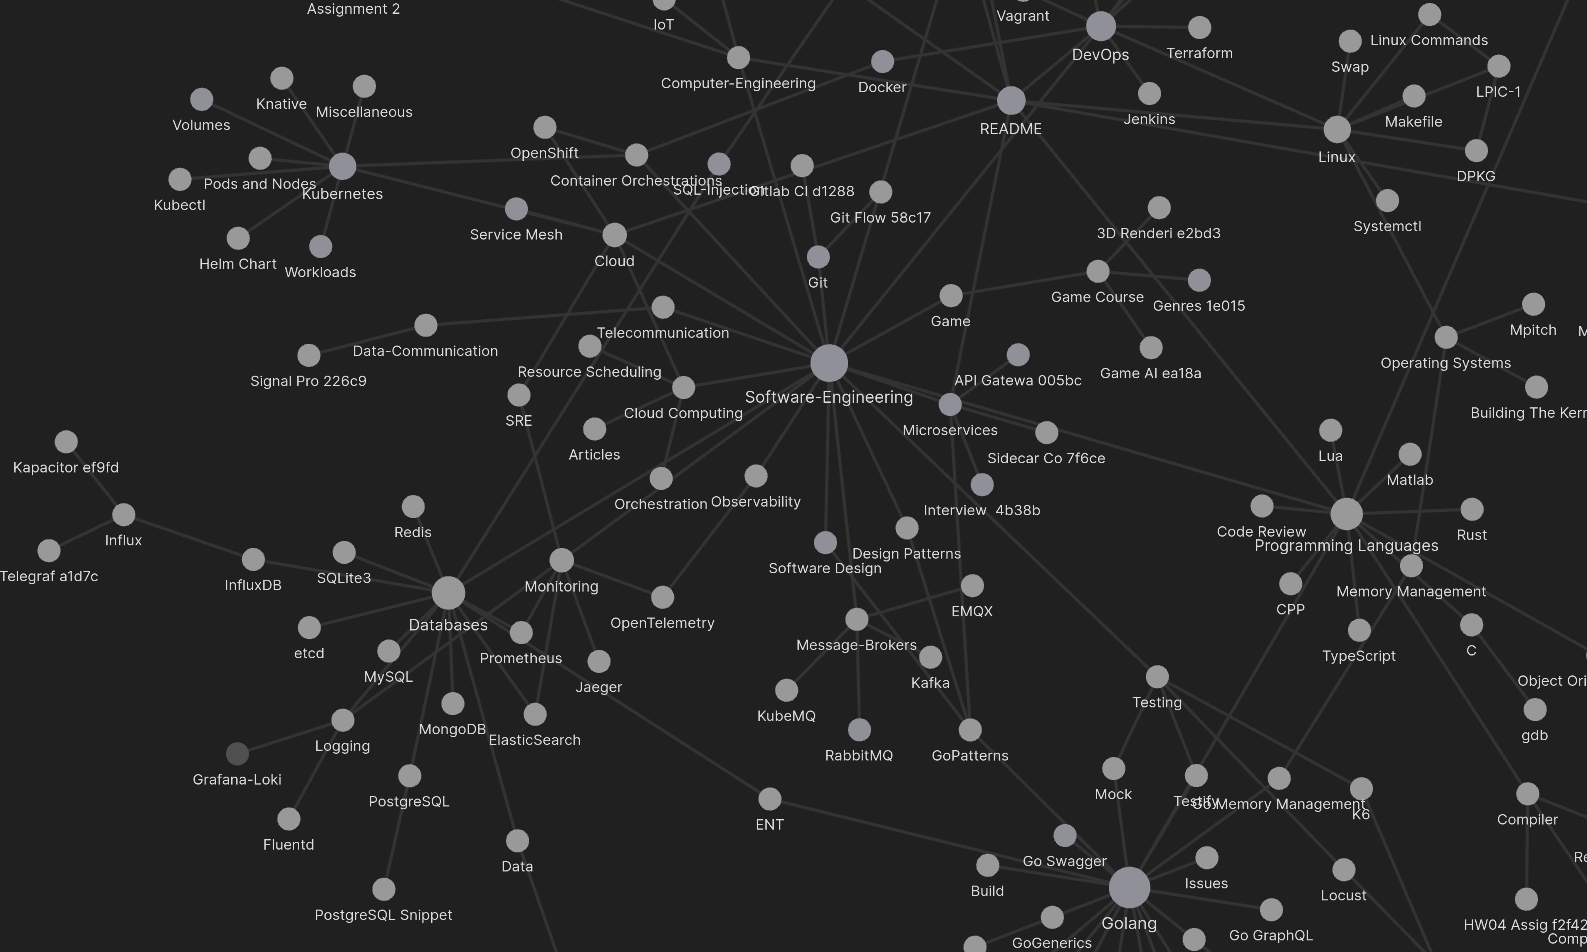 Assignment 2
IoT
Vagrant
DevOps
Terraform
Linux Commands
Swap
LPIC-1
Computer-Engineering
Docker
README
Jenkins
Makefile
Linux
DPKG
Knative
Miscellaneous
Volumes
OpenShift
Container Orchestrations
SQL-Injection
Gitlab CI d1288
Git Flow 58c17
Pods and Nodes
Kubernetes
Kubectl
Service Mesh
Cloud
Helm Chart
Workloads
Systemctl
3D Renderi e2bd3
Git
Game Course
Genres 1e015
Game
Telecommunication
Data-Communication
Mpitch
Operating Systems
Signal Pro 226c9
Resource Scheduling
API Gatewa 005bc
Game AI ea18a
Software-Engineering
SRE
Cloud Computing
Microservices
Building The Kerr
Articles
Sidecar Co 7f6ce
Lua
Matlab
Kapacitor ef9fd
Orchestration
Observability
Interview 4b38b
Redis
Influx
Code Review
Programming Languages
Rust
Telegraf a1d7c
InfluxDB
SQLite3
Monitoring
Software Design
Design Patterns
Memory Management
CPP
Databases
OpenTelemetry
EMQX
etcd
Prometheus
Message-Brokers
TypeScript
C
MySQL
Jaeger
Kafka
Object Ori
Testing
MongoDB
ElasticSearch
KubeMQ
Logging
RabbitMQ
GoPatterns
gdb
Grafana-Loki
PostgreSQL
Mock
Testify
Go Memory Management
K6
Compiler
ENT
Fluentd
Data
Go Swagger
Issues
Build
Locust
PostgreSQL Snippet
Golang
GoGenerics
Go GraphQL
HW04 Assig f2f42
Comp